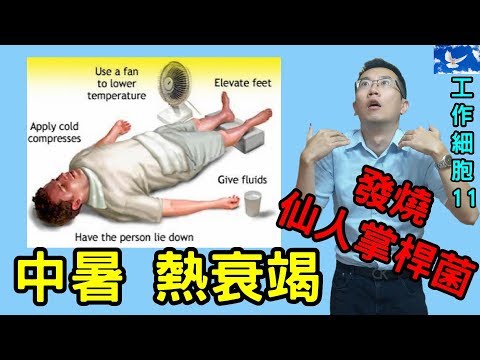 Use a fan
to lower
temperature
Elevate feet
Apply cold
compresses
Give fluids
Have the person lie down
中暑 熱衰竭
發燒
仙人掌桿菌
工作細胞11